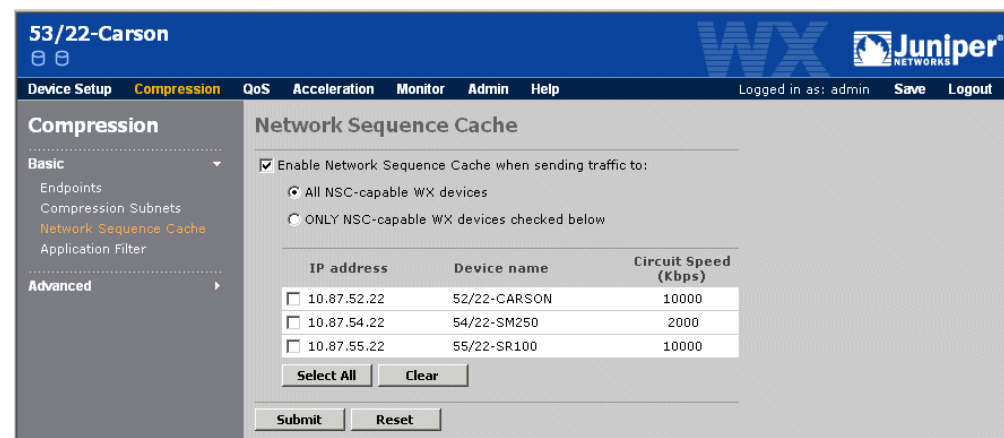 53/22-Carson
WX
Juniper®
NETWORKS
Device Setup Compression QoS Acceleration Monitor Admin Help Logged in as: admin Save Logout
Compression
Basic
Endpoints
Compression Subnets
Network Sequence Cache
Application Filter
Advanced
Network Sequence Cache
Enable Network Sequence Cache when sending traffic to:
All NSC-capable WX devices
ONLY NSC-capable WX devices checked below
IP address Device name Circuit Speed (Kbps)
10.87.52.22 52/22-CARSON 10000
10.87.54.22 54/22-SM250 2000
10.87.55.22 55/22-SR100 10000
Select All Clear
Submit Reset